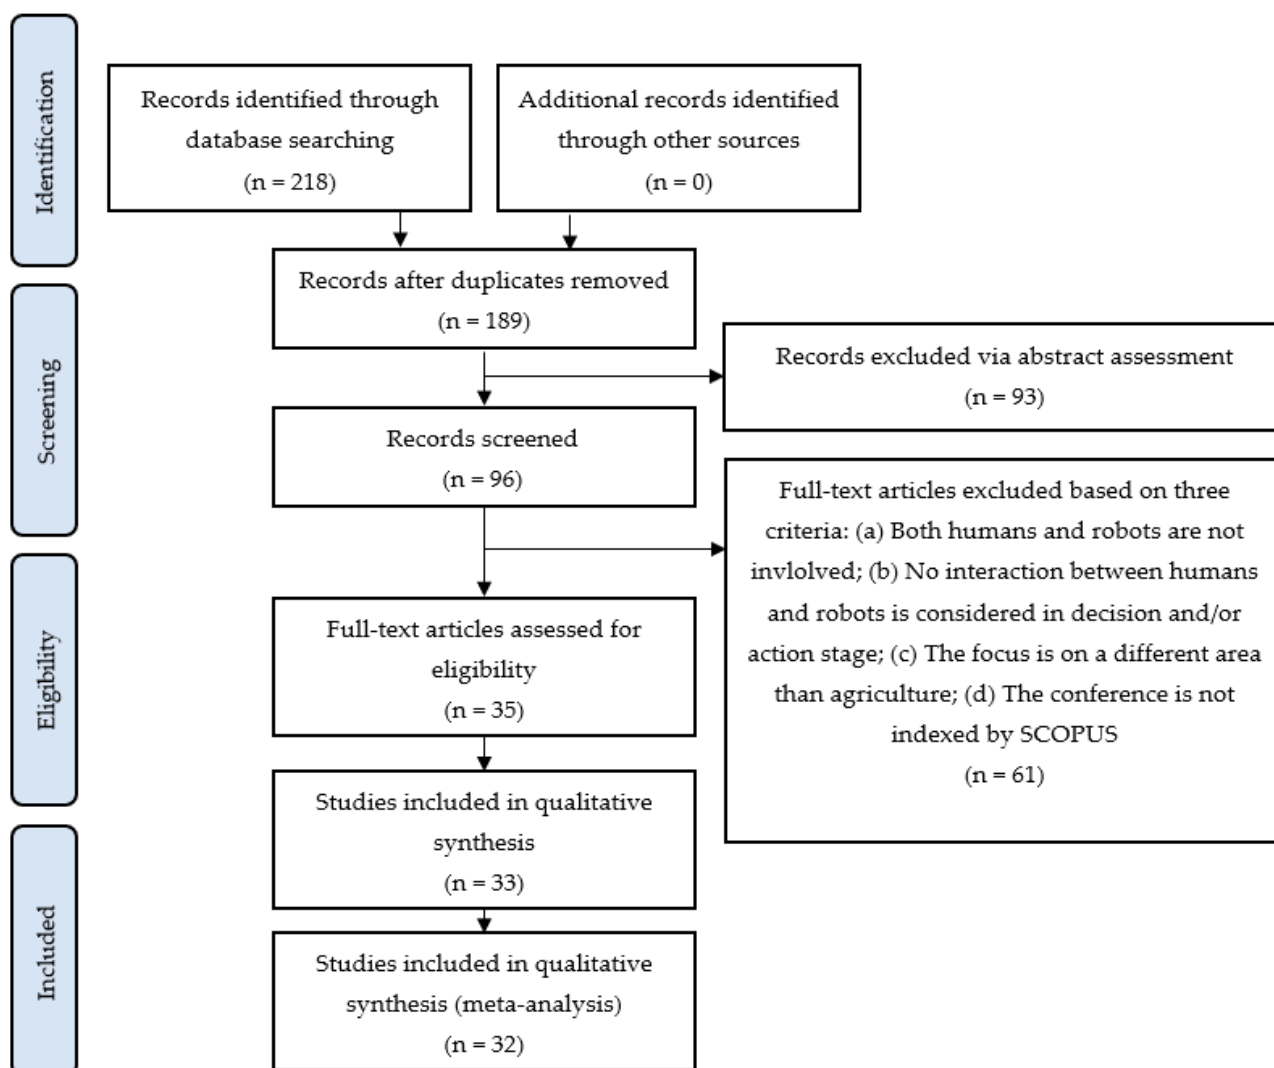 Identification
Records identified through
database searching
(n = 218)
Additional records identified
through other sources
(n = 0)
Records after duplicates removed
(n = 189)
Screening
Records excluded via abstract assessment
(n = 93)
Records screened
(n = 96)
Full-text articles excluded based on three
criteria: (a) Both humans and robots are not
invlolved; (b) No interaction between humans
and robots is considered in decision and/or
action stage; (c) The focus is on a different area
than agriculture; (d) The conference is not
indexed by SCOPUS
(n = 61)
Eligibility
Full-text articles assessed for
eligibility
(n = 35)
Studies included in qualitative
synthesis
(n = 33)
Included
Studies included in qualitative
synthesis (meta-analysis)
(n = 32)